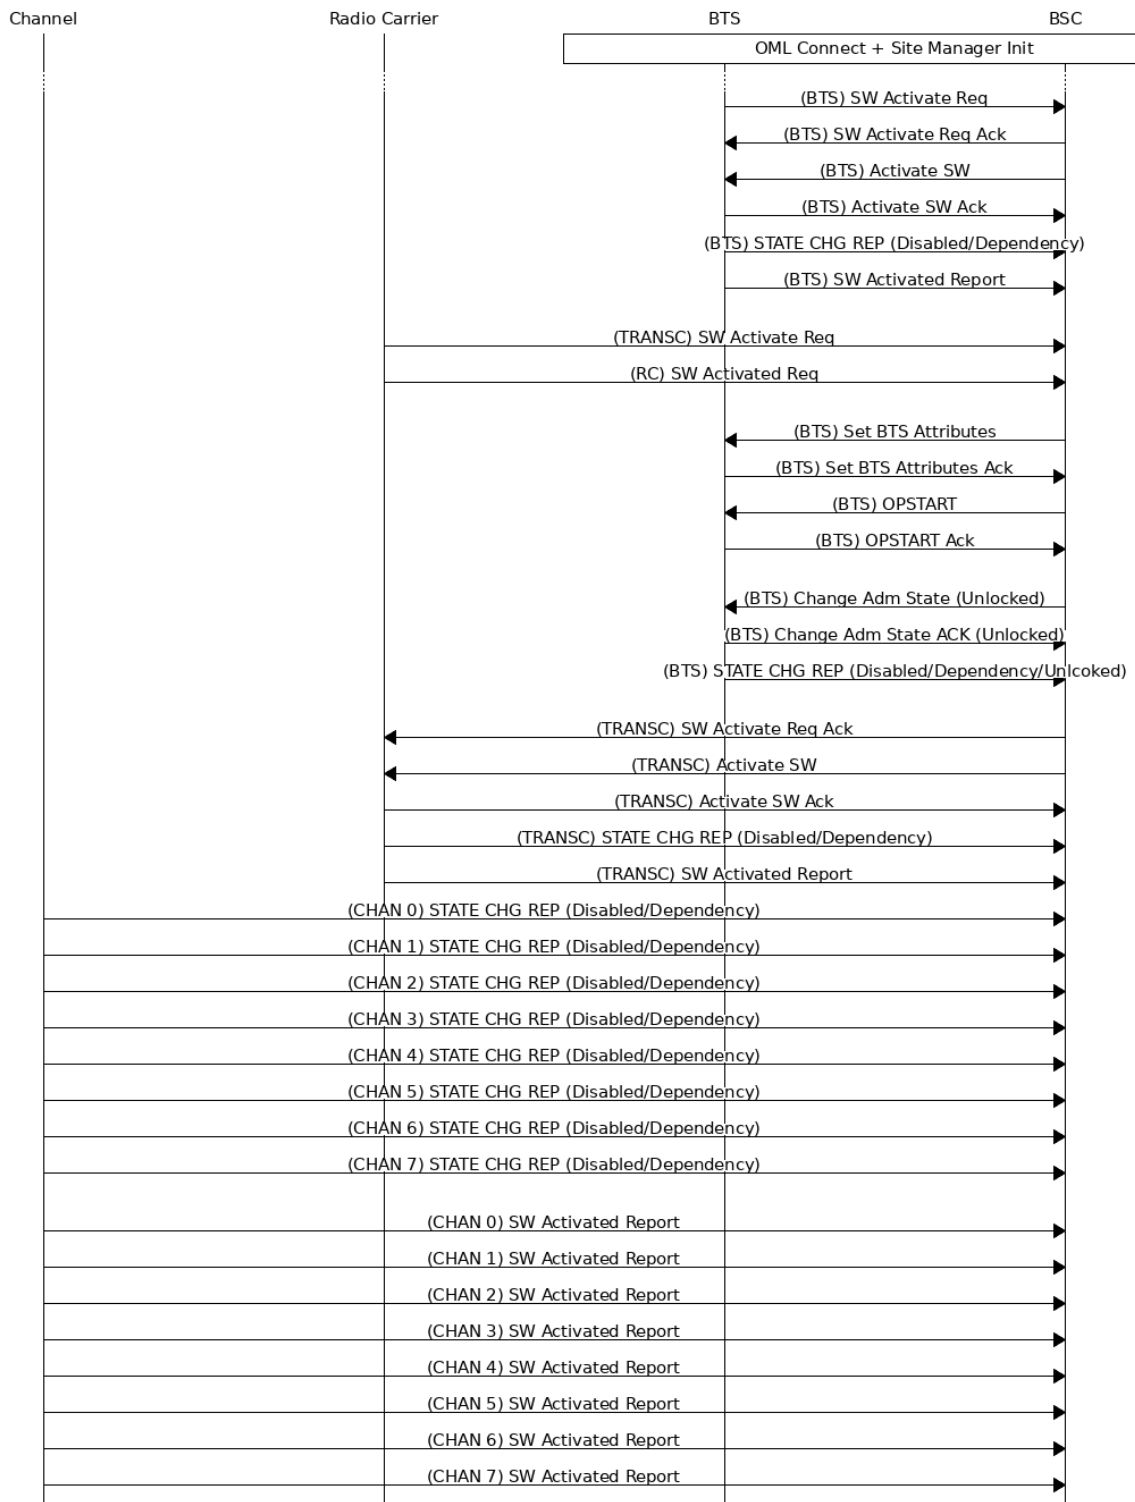 Channel Radio Carrier BTS BSC
OML Connect + Site Manager Init
(BTS) SW Activate Req
(BTS) SW Activate Req Ack
(BTS) Activate SW
(BTS) Activate SW Ack
(BTS) STATE CHG REP (Disabled/Dependency)
(BTS) SW Activated Report
(TRANSC) SW Activate Req
(RC) SW Activated Req
(BTS) Set BTS Attributes
(BTS) Set BTS Attributes Ack
(BTS) OPSTART
(BTS) OPSTART Ack
(BTS) Change Adm State (Unlocked)
(BTS) Change Adm State ACK (Unlocked)
(BTS) STATE CHG REP (Disabled/Dependency/Unlcoked)
(TRANSC) SW Activate Req Ack
(TRANSC) Activate SW
(TRANSC) Activate SW Ack
(TRANSC) STATE CHG REP (Disabled/Dependency)
(TRANSC) SW Activated Report
(CHAN 0) STATE CHG REP (Disabled/Dependency)
(CHAN 1) STATE CHG REP (Disabled/Dependency)
(CHAN 2) STATE CHG REP (Disabled/Dependency)
(CHAN 3) STATE CHG REP (Disabled/Dependency)
(CHAN 4) STATE CHG REP (Disabled/Dependency)
(CHAN 5) STATE CHG REP (Disabled/Dependency)
(CHAN 6) STATE CHG REP (Disabled/Dependency)
(CHAN 7) STATE CHG REP (Disabled/Dependency)
(CHAN 0) SW Activated Report
(CHAN 1) SW Activated Report
(CHAN 2) SW Activated Report
(CHAN 3) SW Activated Report
(CHAN 4) SW Activated Report
(CHAN 5) SW Activated Report
(CHAN 6) SW Activated Report
(CHAN 7) SW Activated Report